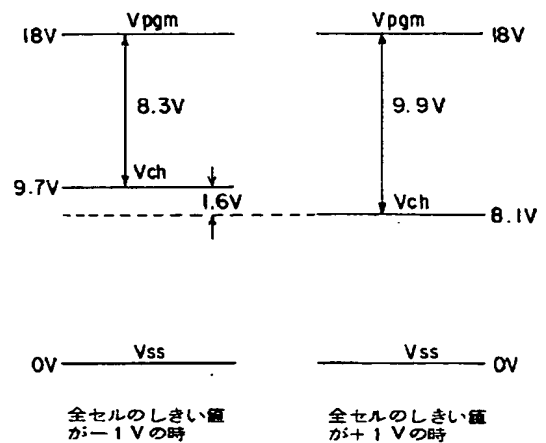 Vpgm
18V
8.3V
Vch
9.7V
1.6V
Vss
0V
全セルのしきい値
が－1Vの時
Vpgm
18V
9.9V
Vch
8.1V
Vss
0V
全セルのしきい値
が＋1Vの時